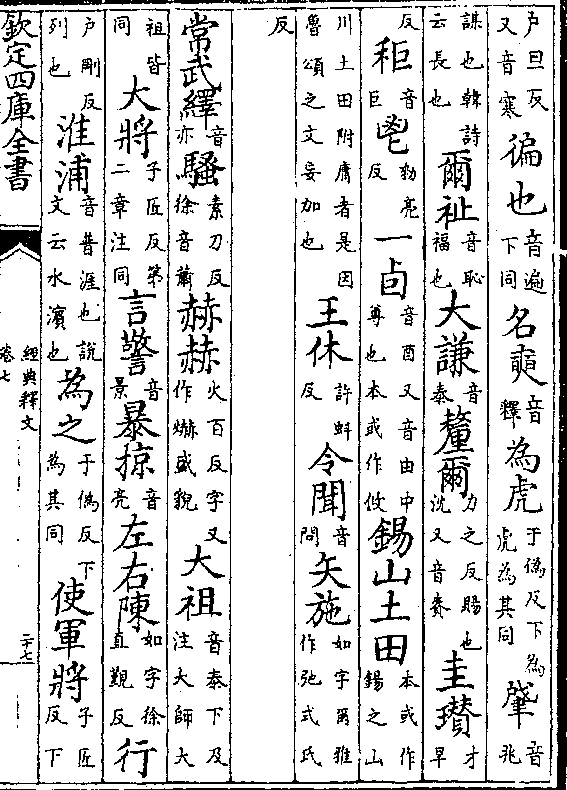 户旦反又音寒徧也音遍下同名奭音釋為虎于偽反下為虎為其同肇音兆
謀也韓詩云長也爾祉音恥福也大謙音泰釐爾力之反賜也沈又音賚圭瓚才早
反秬音巨鬯勑亮反一卣音酉又音由中尊也本或作攸錫山土田本或作錫之山
川土田附庸者是因魯頌之文妄加也王休許蚪反令聞音問矢施如字爾雅作弛式氏
反
常武繹音亦騷素刀反徐音蕭赫赫火百反字又作爀盛貌大祖音泰下及注大師大
祖皆同大將子匠反第二章注同言警音景暴掠音亮左右陳如字徐直覲反行
户剛反列也淮浦音普涯也說文云水濵也為之于偽反下為其同使軍將子匠反下
欽定四庫全書
經典釋文
卷七
二十七